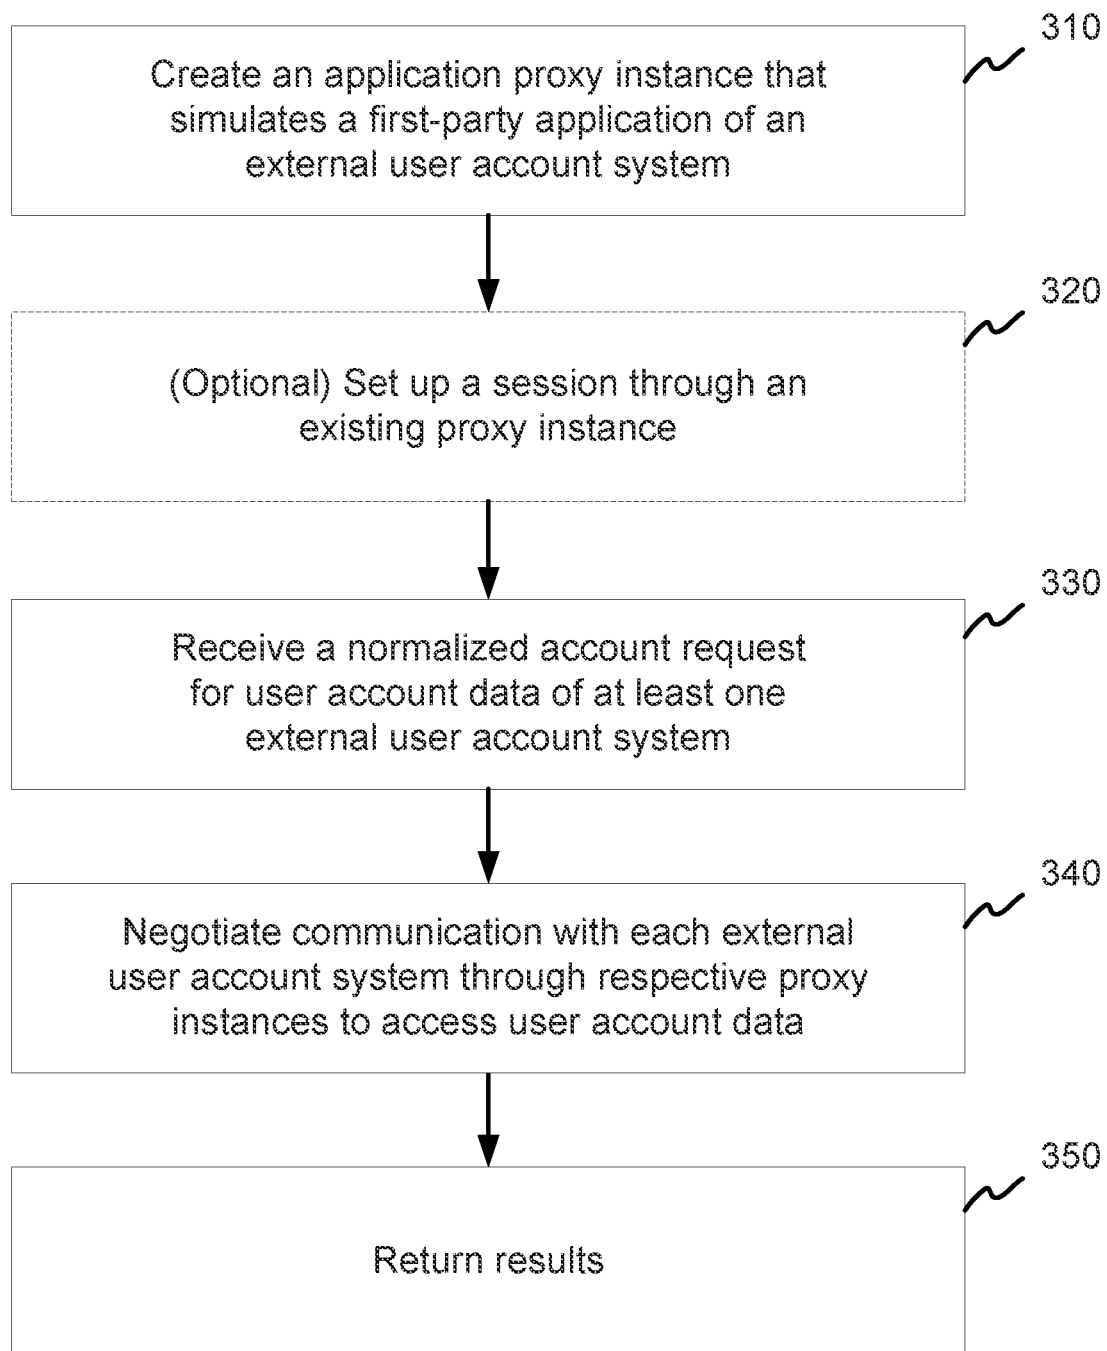 310
Create an application proxy instance that
simulates a first-party application of an
external user account system
320
(Optional) Set up a session through an
existing proxy instance
330
Receive a normalized account request
for user account data of at least one
external user account system
340
Negotiate communication with each external
user account system through respective proxy
instances to access user account data
350
Return results